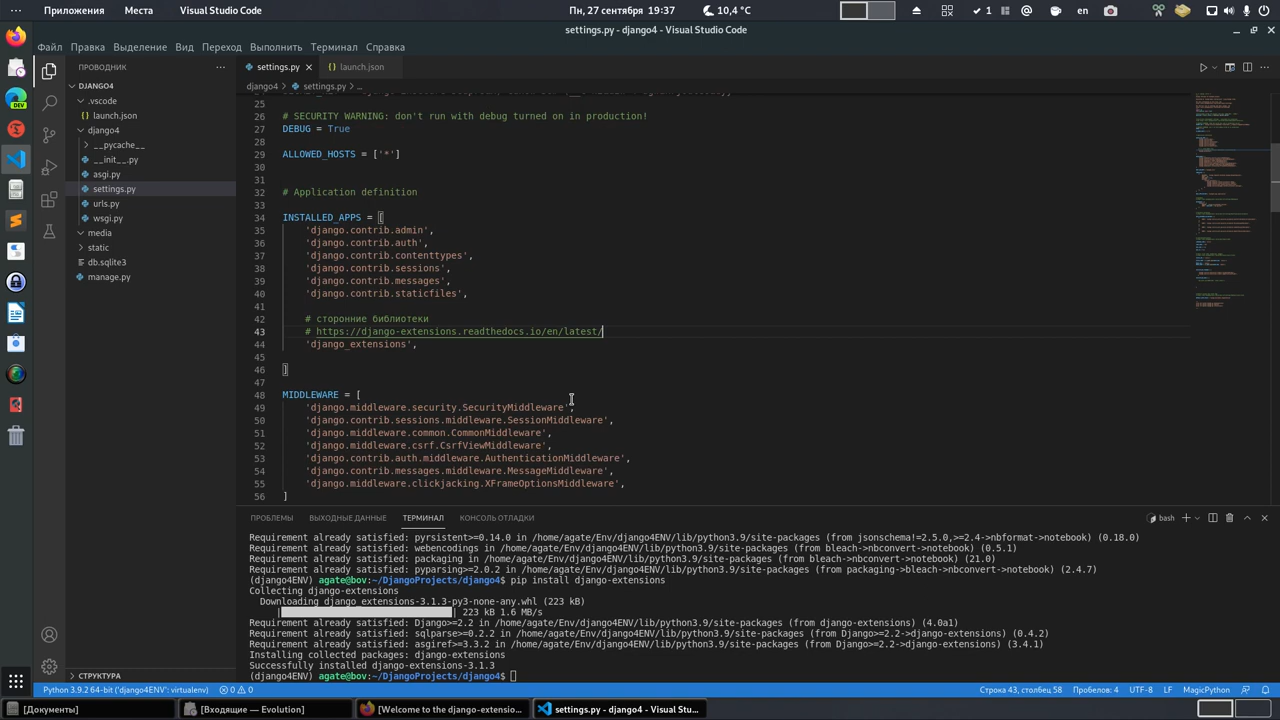 Приложения Места Visual Studio Code Пн, 27 сентября 19:37 10,4 °C 1 en
settings.py - django4 - Visual Studio Code
Файл Правка Выделение Вид Переход Выполнить Терминал Справка
ПРОВОДНИК
settings.py
launch.json
django4 > settings.py > ...
DJANGO4
.vscode
launch.json
django4
__pycache__
__init__.py
asgi.py
settings.py
urls.py
wsgi.py
media
static
db.sqlite3
manage.py
СТРУКТУРА
25
26 # SECURITY WARNING: don't run with debug turned on in production!
27 DEBUG = True
28
29 ALLOWED_HOSTS = ['*']
30
31
32 # Application definition
33
34 INSTALLED_APPS = [
35 'django.contrib.admin',
36 'django.contrib.auth',
37 'django.contrib.contenttypes',
38 'django.contrib.sessions',
39 'django.contrib.messages',
40 'django.contrib.staticfiles',
41
42 # сторонние библиотеки
43 # https://django-extensions.readthedocs.io/en/latest/
44 'django_extensions',
45
46 ]
47
48 MIDDLEWARE = [
49 'django.middleware.security.SecurityMiddleware',
50 'django.contrib.sessions.middleware.SessionMiddleware',
51 'django.middleware.common.CommonMiddleware',
52 'django.middleware.csrf.CsrfViewMiddleware',
53 'django.contrib.auth.middleware.AuthenticationMiddleware',
54 'django.contrib.messages.middleware.MessageMiddleware',
55 'django.middleware.clickjacking.XFrameOptionsMiddleware',
56 ]
ПРОБЛЕМЫ ВЫХОДНЫЕ ДАННЫЕ ТЕРМИНАЛ КОНСОЛЬ ОТЛАДКИ bash
Requirement already satisfied: pyrsistent>=0.14.0 in /home/agate/Env/django4ENV/lib/python3.9/site-packages (from jsonschema!=2.5.0,>=2.4->nbformat->notebook) (0.18.0)
Requirement already satisfied: webencodings in /home/agate/Env/django4ENV/lib/python3.9/site-packages (from bleach->nbconvert->notebook) (0.5.1)
Requirement already satisfied: packaging in /home/agate/Env/django4ENV/lib/python3.9/site-packages (from bleach->nbconvert->notebook) (21.0)
Requirement already satisfied: pyparsing>=2.0.2 in /home/agate/Env/django4ENV/lib/python3.9/site-packages (from packaging->bleach->nbconvert->notebook) (2.4.7)
(django4ENV) agate@bov:~/DjangoProjects/django4$ pip install django-extensions
Collecting django-extensions
Downloading django_extensions-3.1.3-py3-none-any.whl (223 kB)
| 223 kB 1.6 MB/s
Requirement already satisfied: Django>=2.2 in /home/agate/Env/django4ENV/lib/python3.9/site-packages (from django-extensions) (4.0a1)
Requirement already satisfied: sqlparse>=0.2.2 in /home/agate/Env/django4ENV/lib/python3.9/site-packages (from Django>=2.2->django-extensions) (0.4.2)
Requirement already satisfied: asgiref>=3.3.2 in /home/agate/Env/django4ENV/lib/python3.9/site-packages (from Django>=2.2->django-extensions) (3.4.1)
Installing collected packages: django-extensions
Successfully installed django-extensions-3.1.3
(django4ENV) agate@bov:~/DjangoProjects/django4$
Python 3.9.2 64-bit ('django4ENV': virtualenv) 0 0 Строка 43, столбец 58 Пробелов: 4 UTF-8 LF MagicPython
[Документы] [Входящие — Evolution] [Welcome to the django-extensio... settings.py - django4 - Visual Stu...